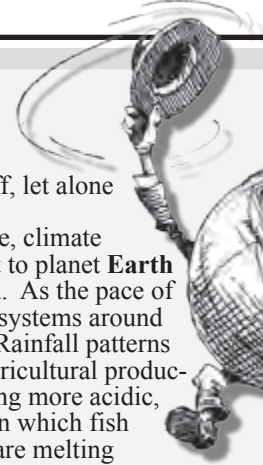 ff, let alone
e, climate
t to planet Earth
. As the pace of
systems around
Rainfall patterns
ricultural produc-
ng more acidic,
n which fish
are melting